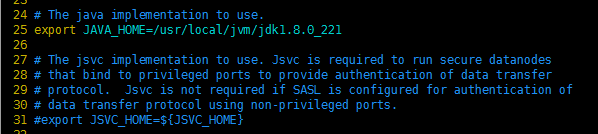 24 # The java implementation to use.
25 export JAVA_HOME=/usr/local/jvm/jdk1.8.0_221
26
27 # The jsvc implementation to use. Jsvc is required to run secure datanodes
28 # that bind to privileged ports to provide authentication of data transfer
29 # protocol.  Jsvc is not required if SASL is configured for authentication of
30 # data transfer protocol using non-privileged ports.
31 #export JSVC_HOME=${JSVC_HOME}